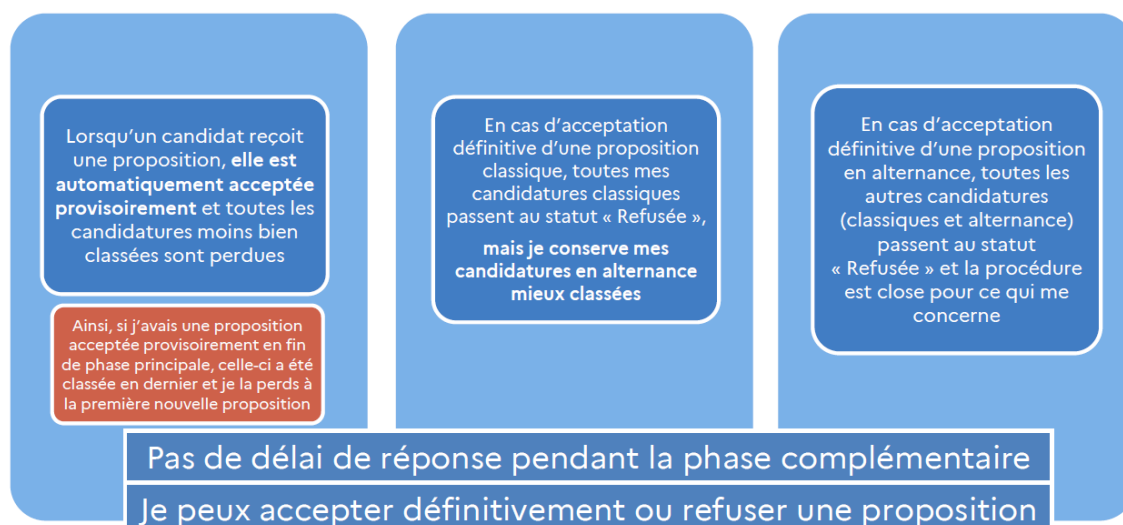 Lorsqu'un candidat reçoit
une proposition, elle est
automatiquement acceptée
provisoirement et toutes les
candidatures moins bien
classées sont perdues
Ainsi, si j'avais une proposition
acceptée provisoirement en fin
de phase principale, celle-ci a été
classée en dernier et je la perds à
la première nouvelle proposition
En cas d'acceptation
définitive d'une proposition
classique, toutes mes
candidatures classiques
passent au statut « Refusée »,
mais je conserve mes
candidatures en alternance
mieux classées
En cas d'acceptation
définitive d'une proposition
en alternance, toutes les
autres candidatures
(classiques et alternance)
passent au statut
« Refusée » et la procédure
est close pour ce qui me
concerne
Pas de délai de réponse pendant la phase complémentaire
Je peux accepter définitivement ou refuser une proposition